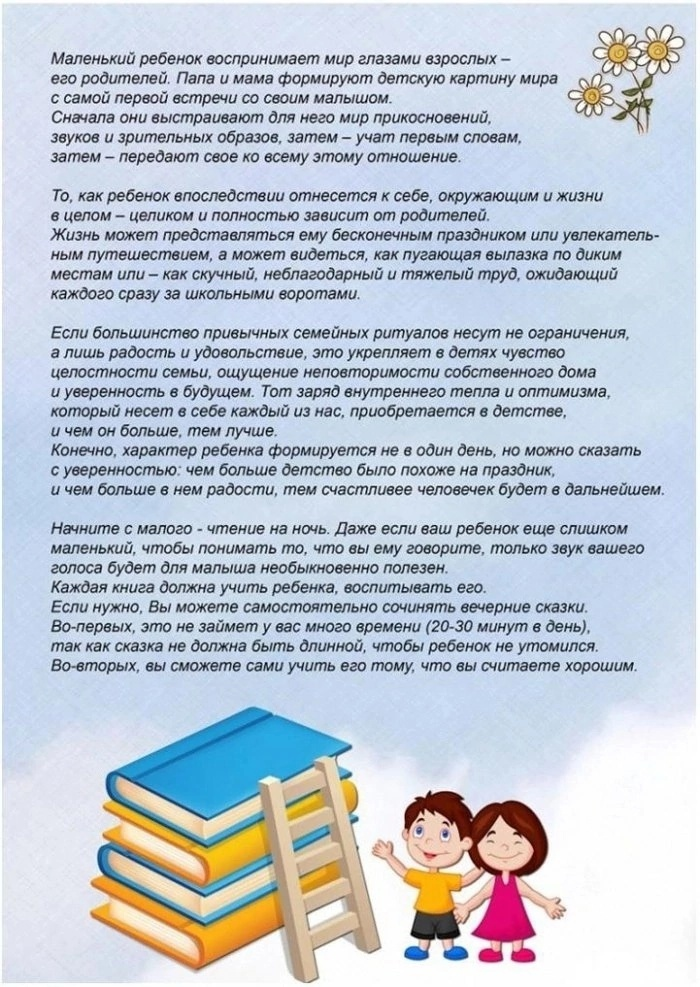 Маленький ребенок воспринимает мир глазами взрослых –
его родителей. Папа и мама формируют детскую картину мира
с самой первой встречи со своим малышом.
Сначала они выстраивают для него мир прикосновений,
звуков и зрительных образов, затем – учат первым словам,
затем – передают свое ко всему этому отношение.
То, как ребенок впоследствии отнесется к себе, окружающим и жизни
в целом – целиком и полностью зависит от родителей.
Жизнь может представляться ему бесконечным праздником или увлекатель-
ным путешествием, а может видеться, как пугающая вылазка по диким
местам или – как скучный, неблагодарный и тяжелый труд, ожидающий
каждого сразу за школьными воротами.
Если большинство привычных семейных ритуалов несут не ограничения,
а лишь радость и удовольствие, это укрепляет в детях чувство
целостности семьи, ощущение неповторимости собственного дома
и уверенность в будущем. Тот заряд внутреннего тепла и оптимизма,
который несет в себе каждый из нас, приобретается в детстве,
и чем он больше, тем лучше.
Конечно, характер ребенка формируется не в один день, но можно сказать
с уверенностью: чем больше детство было похоже на праздник,
и чем больше в нем радости, тем счастливее человечек будет в дальнейшем.
Начните с малого - чтение на ночь. Даже если ваш ребенок еще слишком
маленький, чтобы понимать то, что вы ему говорите, только звук вашего
голоса будет для малыша необыкновенно полезен.
Каждая книга должна учить ребенка, воспитывать его.
Если нужно, Вы можете самостоятельно сочинять вечерние сказки.
Во-первых, это не займет у вас много времени (20-30 минут в день),
так как сказка не должна быть длинной, чтобы ребенок не утомился.
Во-вторых, вы сможете сами учить его тому, что вы считаете хорошим.